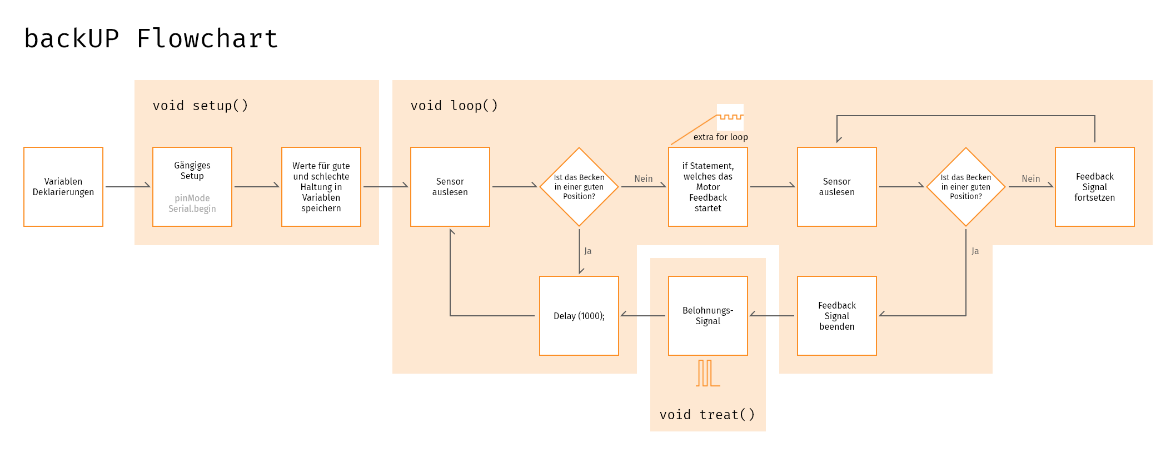 backUP Flowchart
void setup()
void loop()
Variablen
Deklarierungen
Gängiges
Setup
pinMode
Serial.begin
Werte für gute
und schlechte
Haltung in
Variablen
speichern
Sensor
auslesen
Ist das Becken
in einer guten
Position?
Nein
Ja
extra for loop
if Statement,
welches das
Motor
Feedback
startet
Sensor
auslesen
Ist das Becken
in einer guten
Position?
Nein
Ja
Feedback
Signal
fortsetzen
Delay (1000);
Belohnungs-
Signal
Feedback
Signal
beenden
void treat()